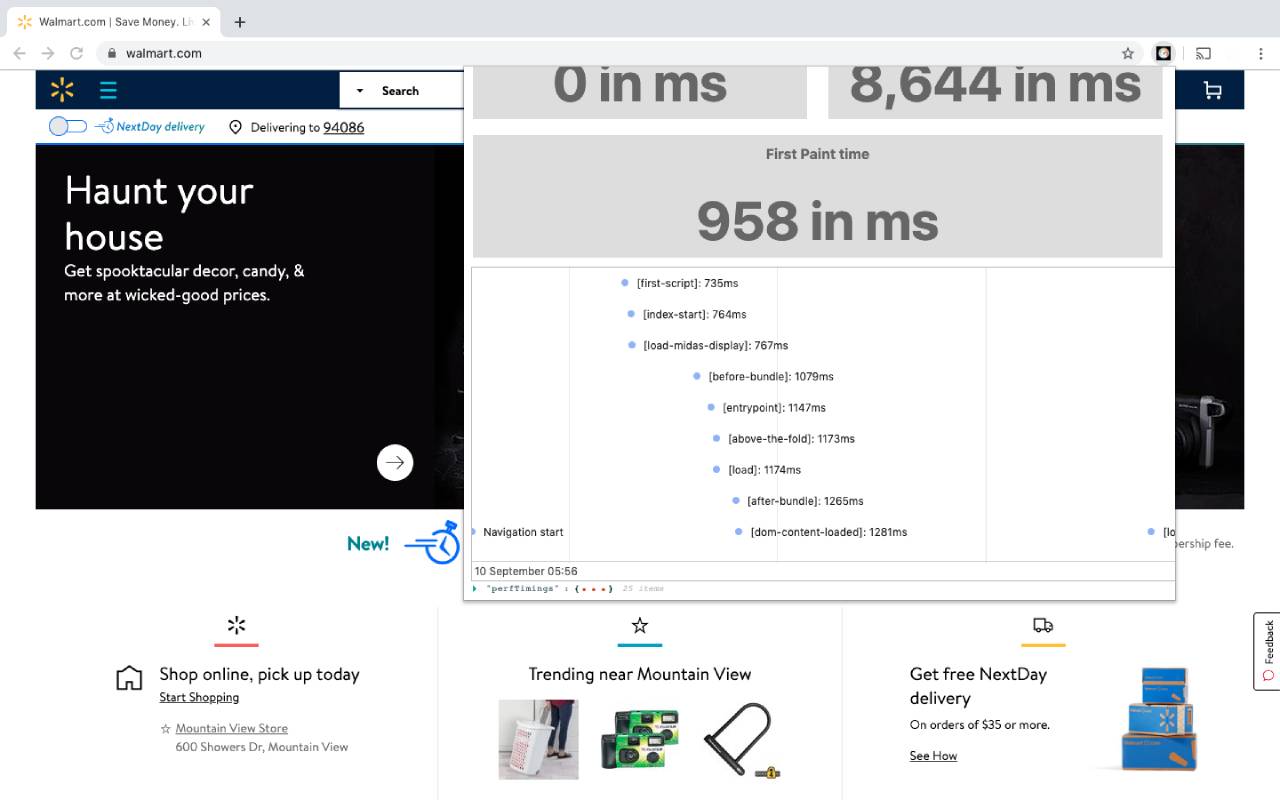 Walmart.com | Save Money. Li
walmart.com
Search
NextDay delivery
Delivering to 94086
Haunt your
house
Get spooktacular decor, candy, &
more at wicked-good prices.
0 in ms
8,644 in ms
First Paint time
958 in ms
[first-script]: 735ms
[index-start]: 764ms
[load-midas-display]: 767ms
[before-bundle]: 1079ms
[entrypoint]: 1147ms
[above-the-fold]: 1173ms
[load]: 1174ms
[after-bundle]: 1265ms
Navigation start
[dom-content-loaded]: 1281ms
[lo
10 September 05:56
"perfTimings" : {...} 25 items
New!
ership fee.
Shop online, pick up today
Start Shopping
Mountain View Store
600 Showers Dr, Mountain View
Trending near Mountain View
Get free NextDay
delivery
On orders of $35 or more.
See How
Feedback